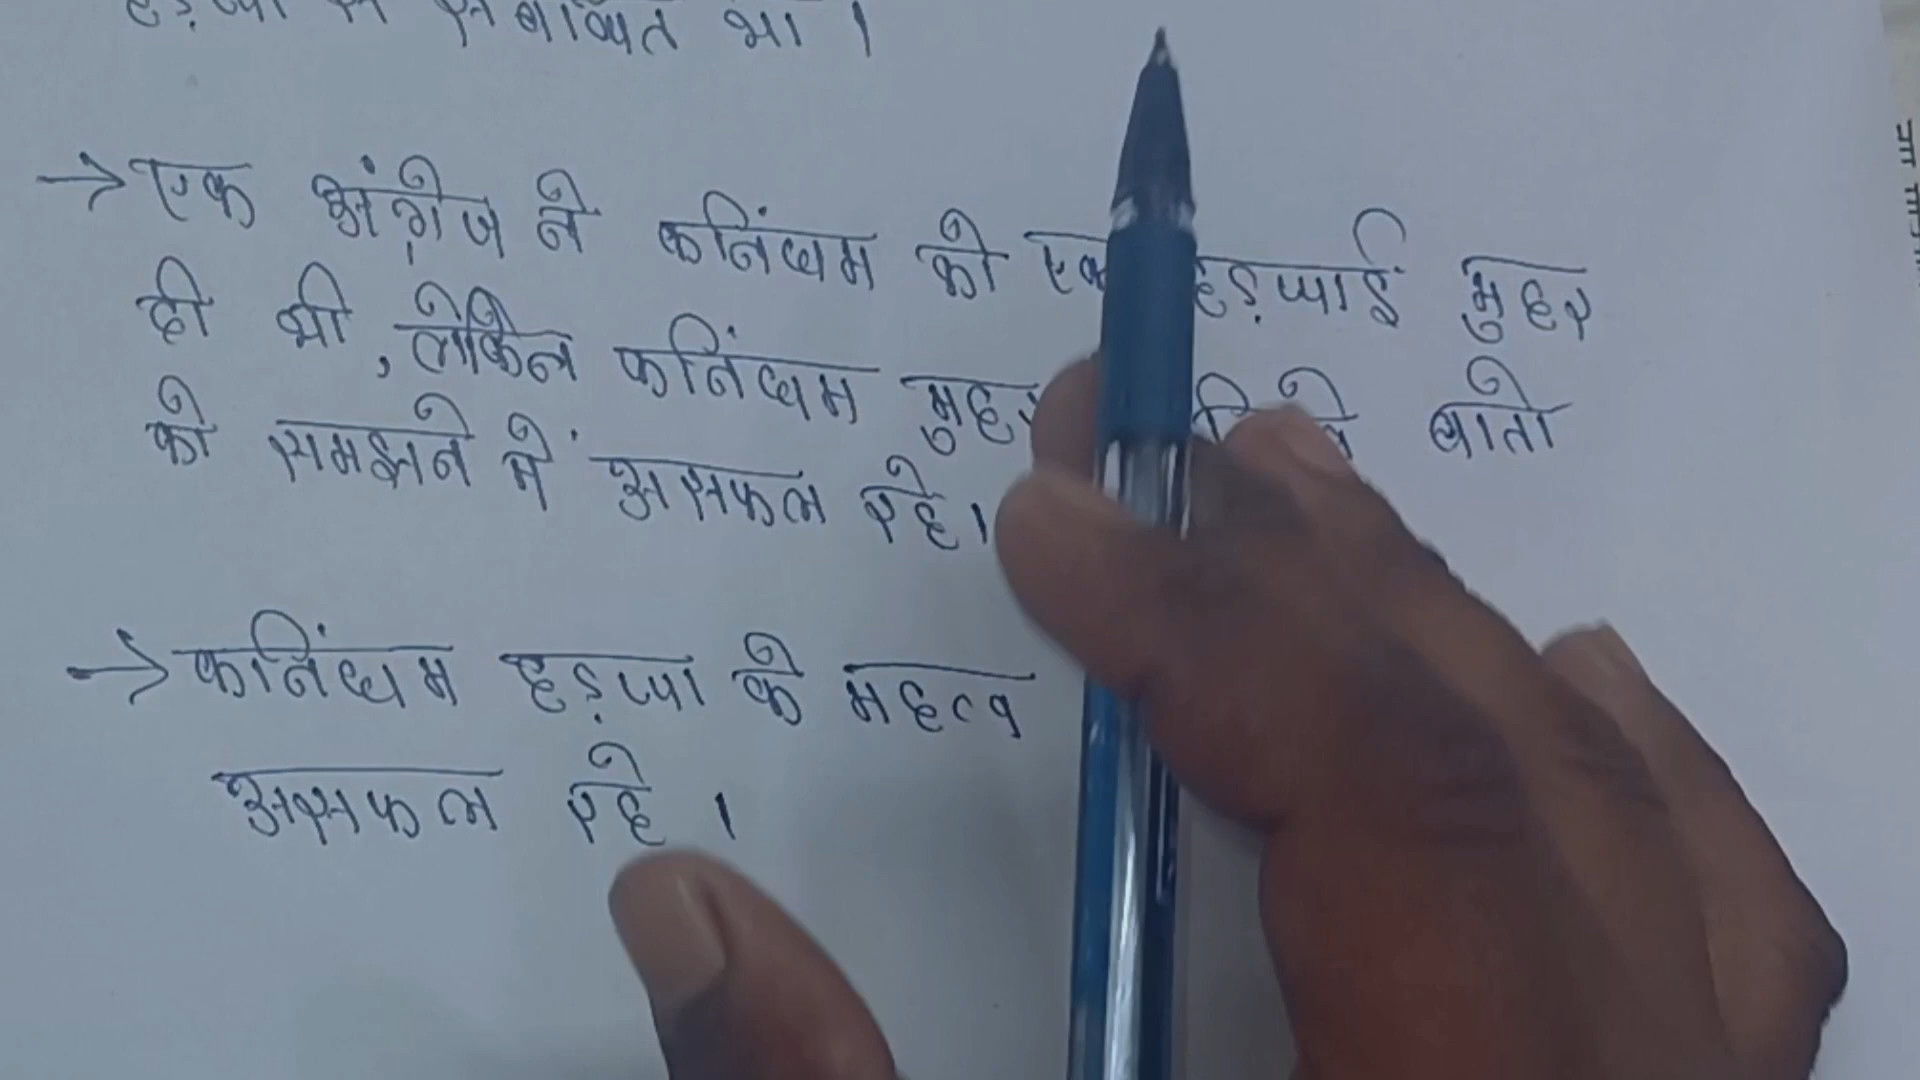 हड़प्पा से संबंधित था।
→ एक अंग्रेज ने कनिंघम को एक हड़प्पाई मुहर
दी थी, लेकिन कनिंघम मुहर बातो
को समझने में असफल रहे।
→ कनिंघम हड़प्पा के महत्व
असफल रहे।